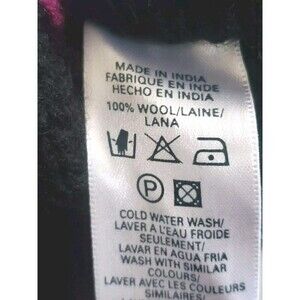 MADE IN INDIA
FABRIQUE EN INDE
HECHO EN INDIA
100% WOOL/LAINE/
LANA
P
COLD WATER WASH/
LAVER A L'EAU FROIDE
SEULEMENT/
LAVAR EN AGUA FRIA
WASH WITH SIMILAR
COLOURS/
LAVER AVEC LES COULEURS
SIMILAIRES/